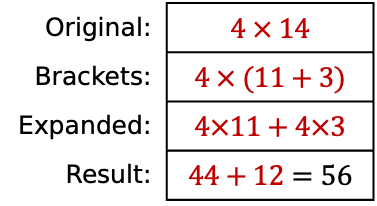 Original: 4 × 14
Brackets: 4 × (11 + 3)
Expanded: 4×11 + 4×3
Result: 44 + 12 = 56